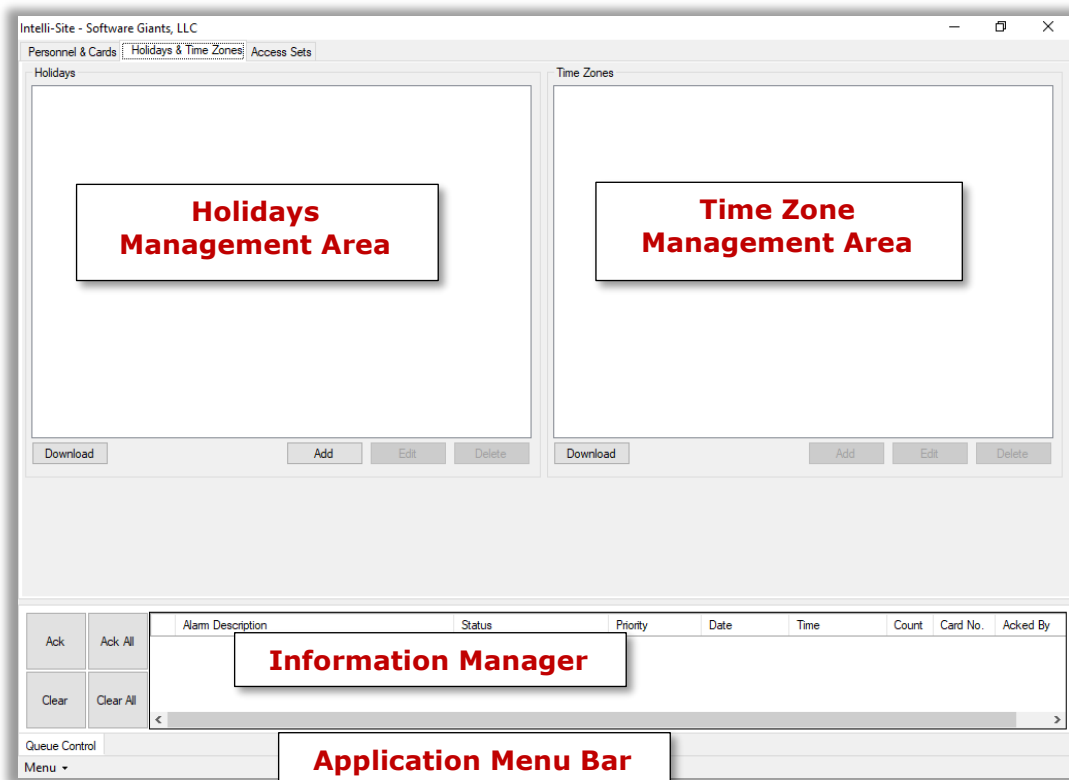 Intelli-Site - Software Giants, LLC
Personnel & Cards Holidays & Time Zones Access Sets
Holidays Time Zones
Holidays
Management Area
Time Zone
Management Area
Download Add Edit Delete Download Add Edit Delete
Alarm Description Status Priority Date Time Count Card No. Acked By
Ack Ack All
Information Manager
Clear Clear All
Queue Control
Application Menu Bar
Menu